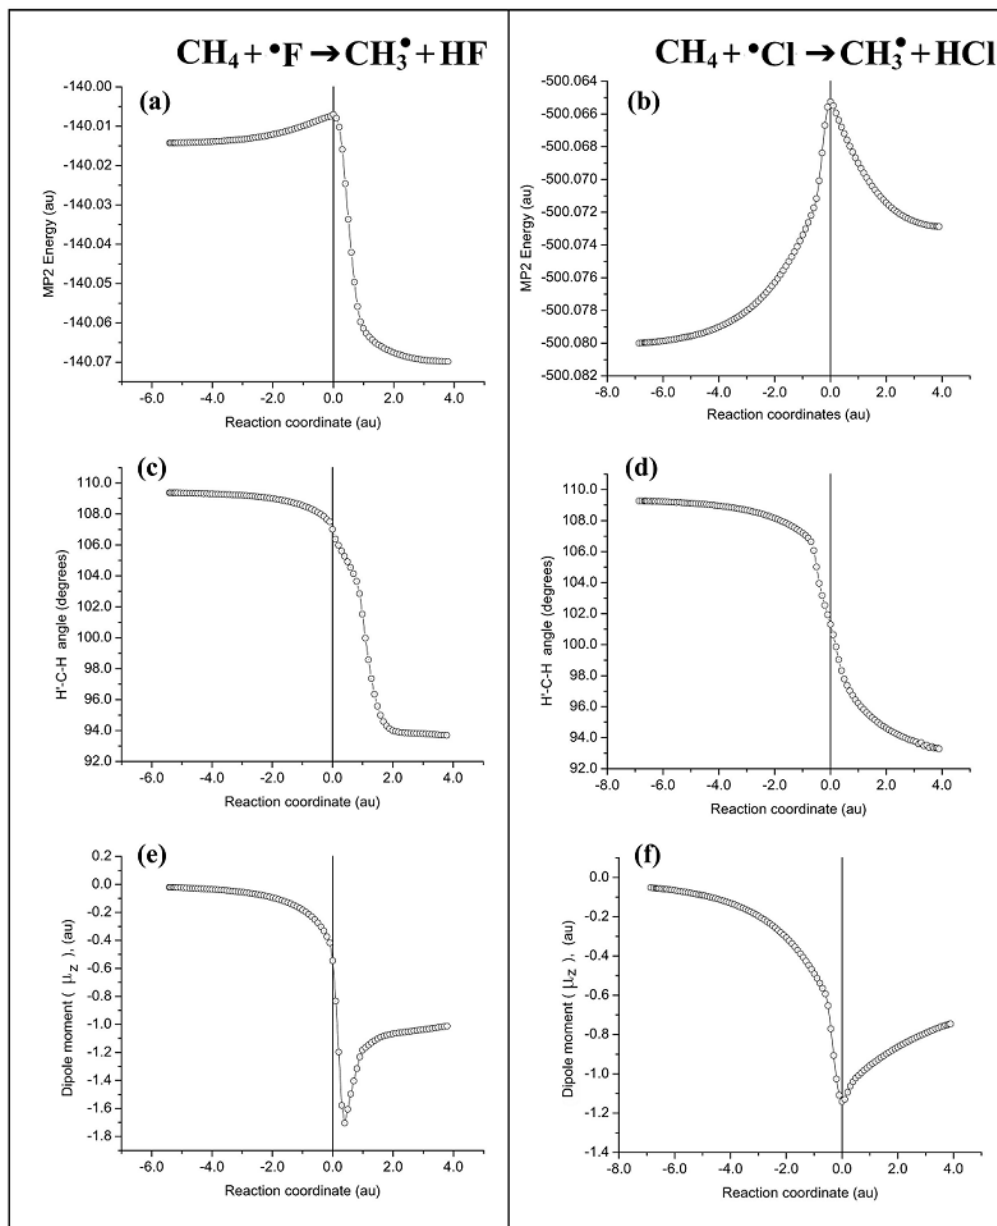 CH4 + •F → CH3• + HF
(a)
MP2 Energy (au)
-140.00
-140.01
-140.02
-140.03
-140.04
-140.05
-140.06
-140.07
-6.0 -4.0 -2.0 0.0 2.0 4.0
Reaction coordinate (au)
CH4 + •Cl → CH3• + HCl
(b)
MP2 Energy (au)
-500.064
-500.066
-500.068
-500.070
-500.072
-500.074
-500.076
-500.078
-500.080
-500.082
-8.0 -6.0 -4.0 -2.0 0.0 2.0 4.0
Reaction coordinates (au)
(c)
H'-C-H angle (degrees)
110.0
108.0
106.0
104.0
102.0
100.0
98.0
96.0
94.0
92.0
-6.0 -4.0 -2.0 0.0 2.0 4.0
Reaction coordinate (au)
(d)
H'-C-H angle (degrees)
110.0
108.0
106.0
104.0
102.0
100.0
98.0
96.0
94.0
92.0
-8.0 -6.0 -4.0 -2.0 0.0 2.0 4.0
Reaction coordinate (au)
(e)
Dipole moment ( μz ), (au)
0.2
0.0
-0.2
-0.4
-0.6
-0.8
-1.0
-1.2
-1.4
-1.6
-1.8
-6.0 -4.0 -2.0 0.0 2.0 4.0
Reaction coordinate (au)
(f)
Dipole moment ( μz ), (au)
0.0
-0.2
-0.4
-0.6
-0.8
-1.0
-1.2
-1.4
-8.0 -6.0 -4.0 -2.0 0.0 2.0 4.0
Reaction coordinate (au)